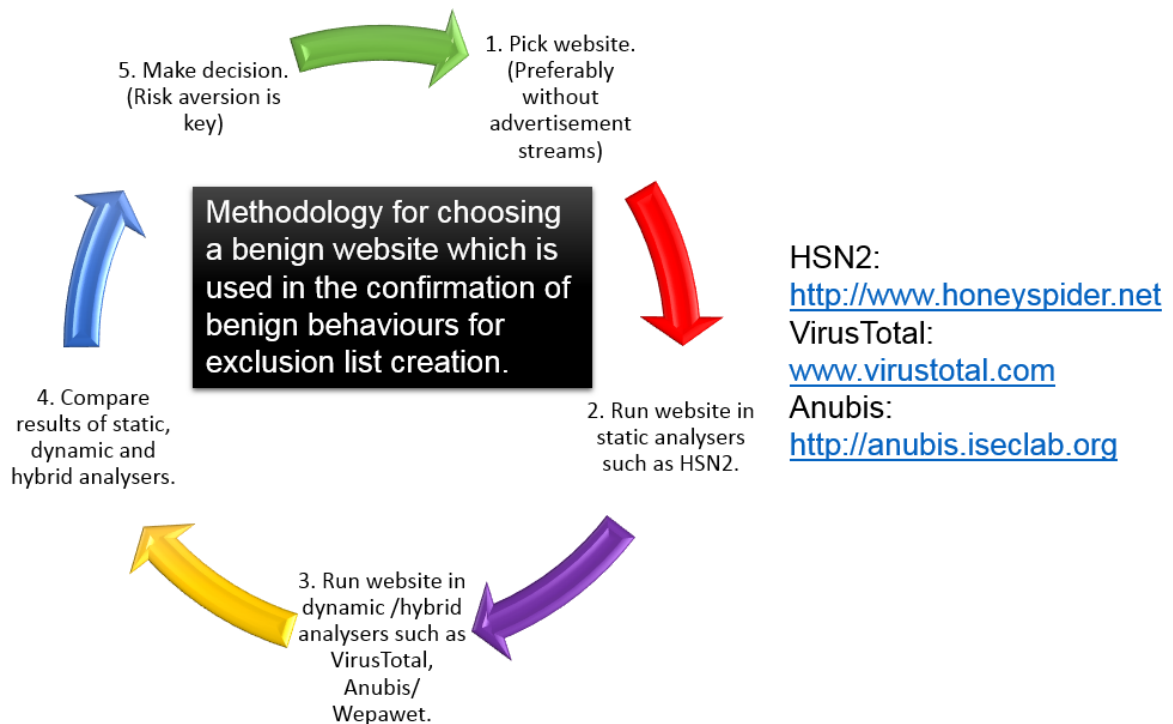 1. Pick website.
(Preferably
without
advertisement
streams)
2. Run website in
static analysers
such as HSN2.
3. Run website in
dynamic /hybrid
analysers such as
VirusTotal,
Anubis/
Wepawet.
4. Compare
results of static,
dynamic and
hybrid analysers.
5. Make decision.
(Risk aversion is
key)
Methodology for choosing
a benign website which is
used in the confirmation of
benign behaviours for
exclusion list creation.
HSN2:
http://www.honeyspider.net
VirusTotal:
www.virustotal.com
Anubis:
http://anubis.iseclab.org